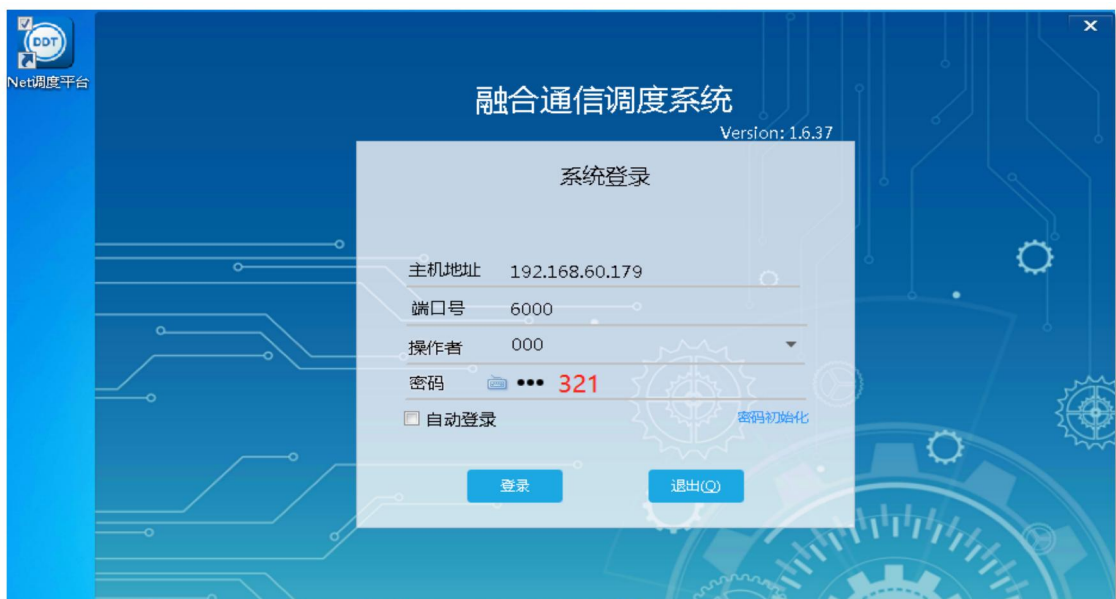 DDT
Net调度平台
融合通信调度系统
Version: 1.6.37
系统登录
主机地址 192.168.60.179
端口号 6000
操作者 000
密码 ●●● 321
自动登录 密码初始化
登录 退出(Q)